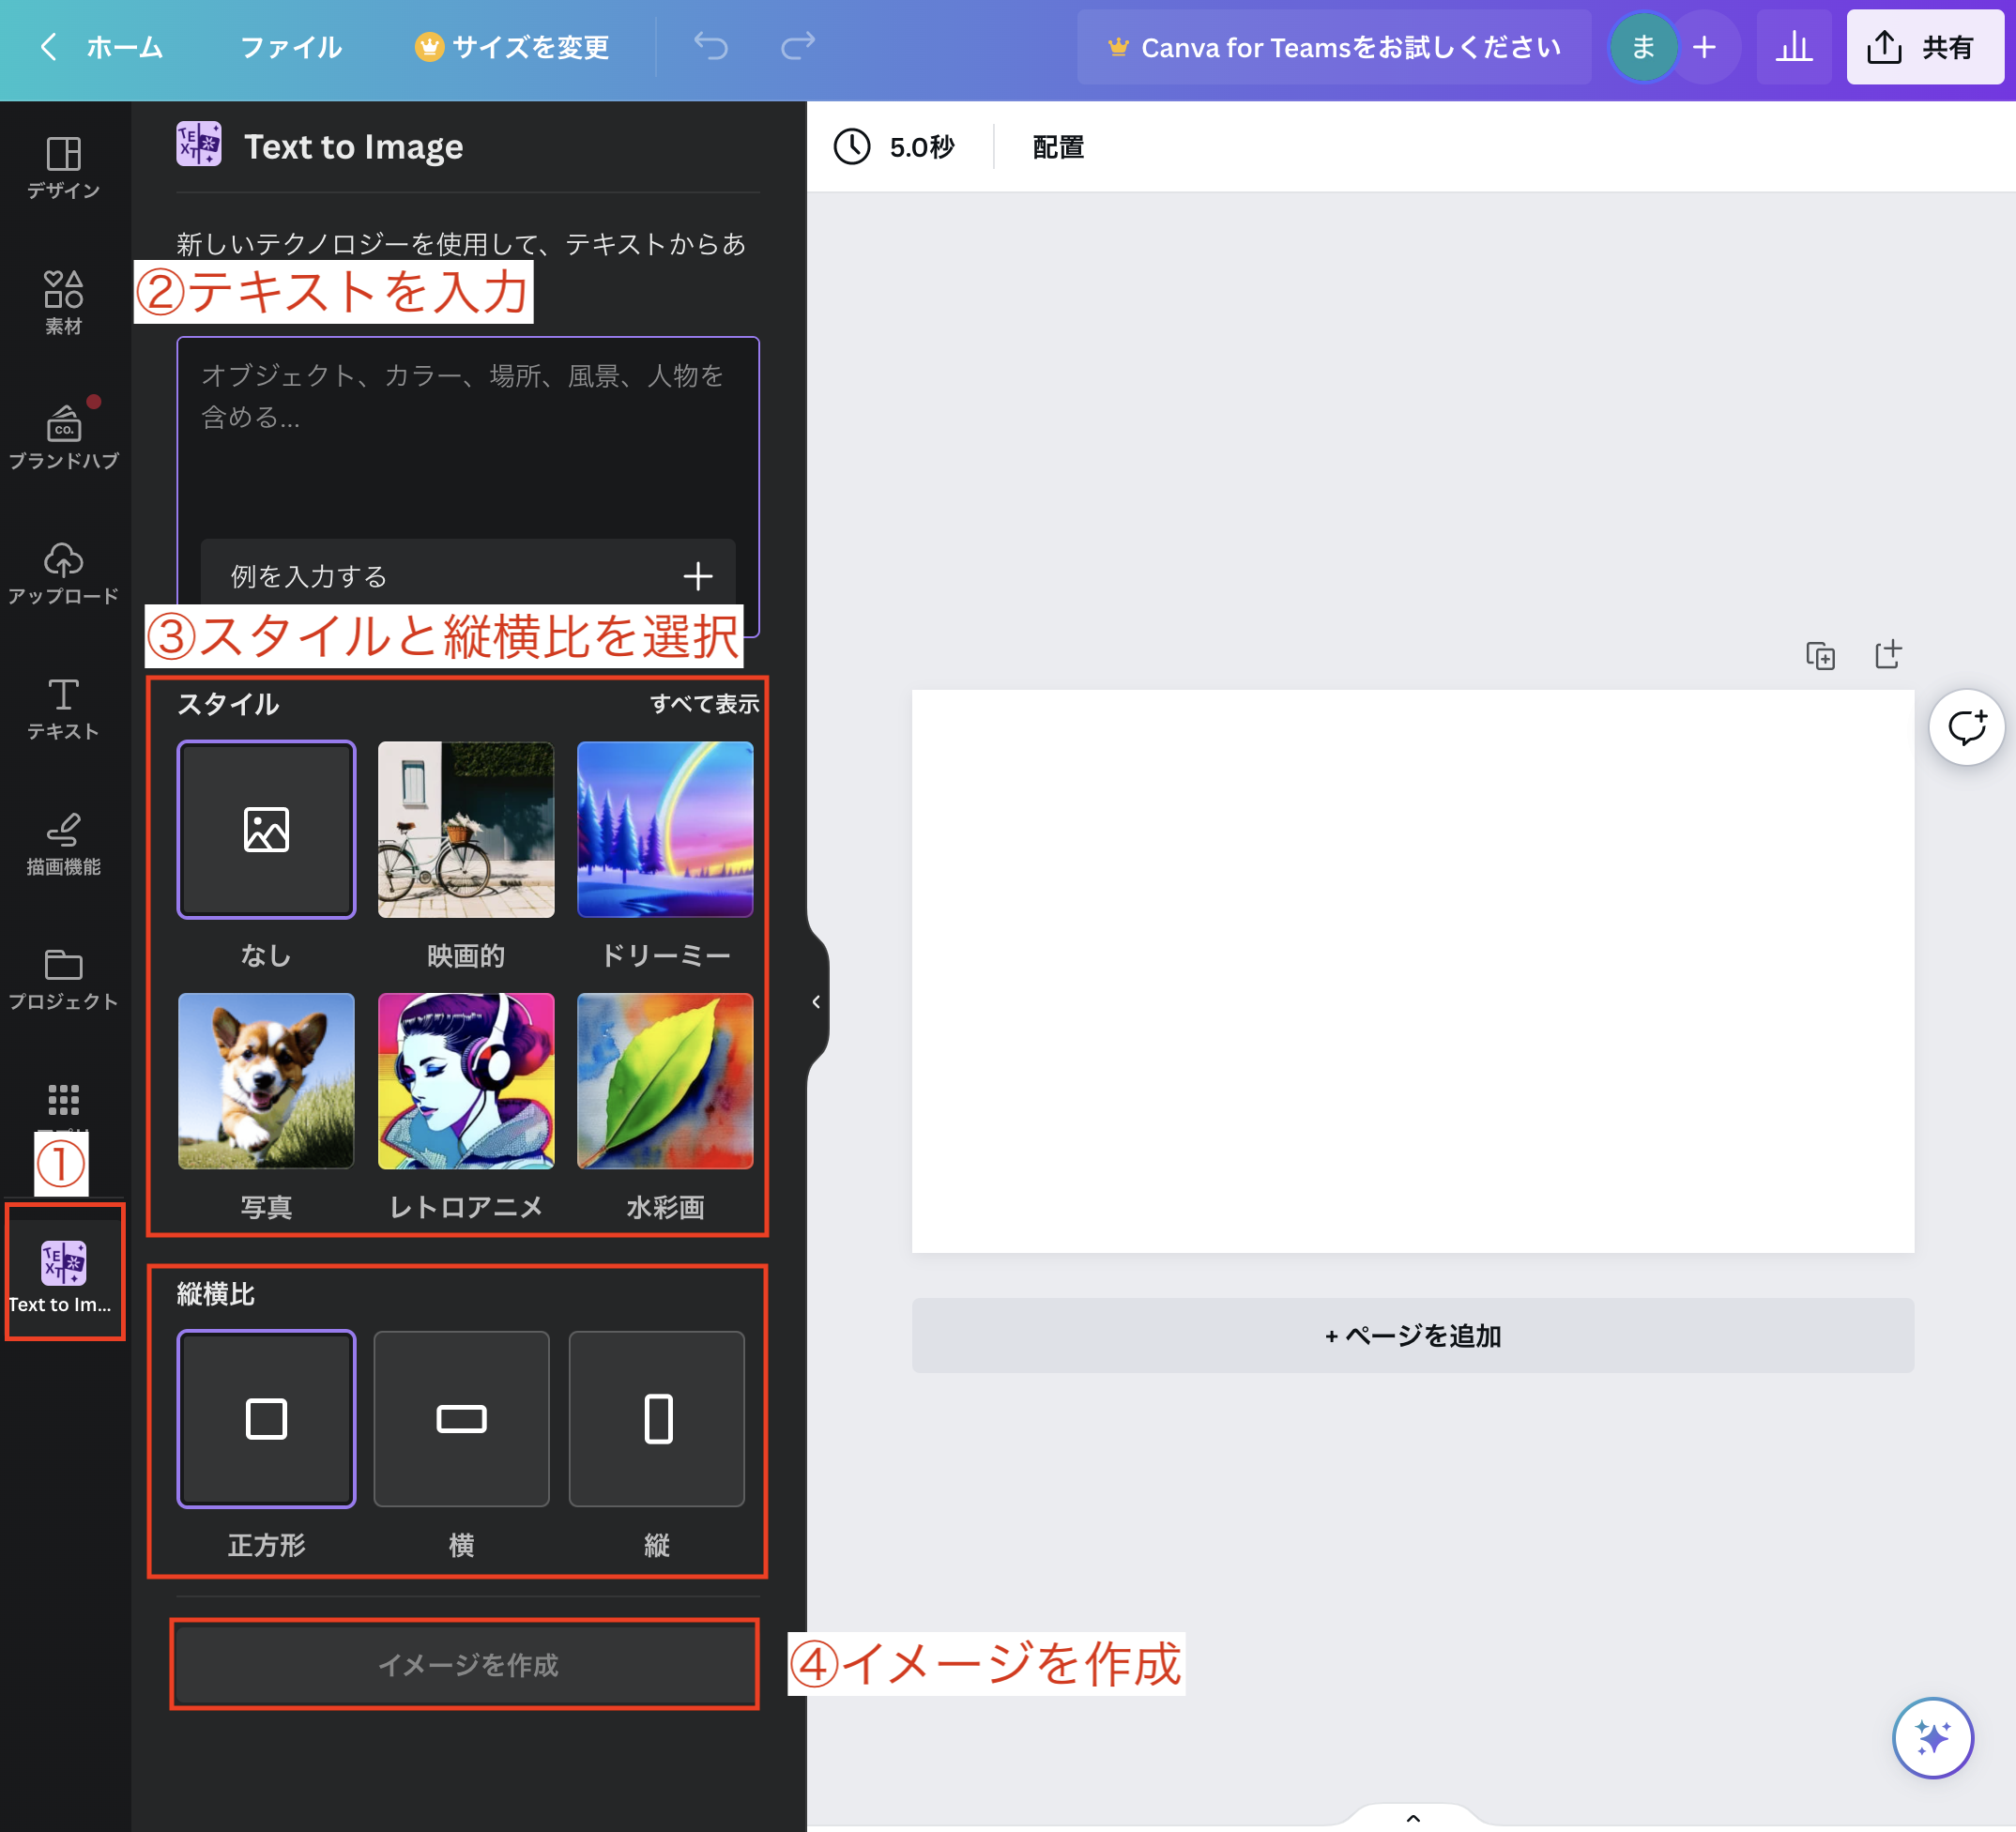 ホーム
ファイル
サイズを変更
Canva for Teamsをお試しください
ま
共有
デザイン
素材
CO.
ブランドハブ
アップロード
テキスト
描画機能
プロジェクト
①
TEXT
Text to Im...
TEXT
Text to Image
新しいテクノロジーを使用して、テキストからあ
②テキストを入力
オブジェクト、カラー、場所、風景、人物を
含める...
例を入力する
③スタイルと縦横比を選択
スタイル
すべて表示
なし
映画的
ドリーミー
写真
レトロアニメ
水彩画
縦横比
正方形
横
縦
イメージを作成
④イメージを作成
5.0秒
配置
+ ページを追加